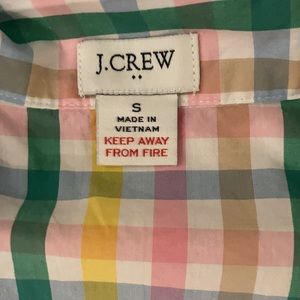 J.CREW
S
MADE IN
VIETNAM
KEEP AWAY
FROM FIRE